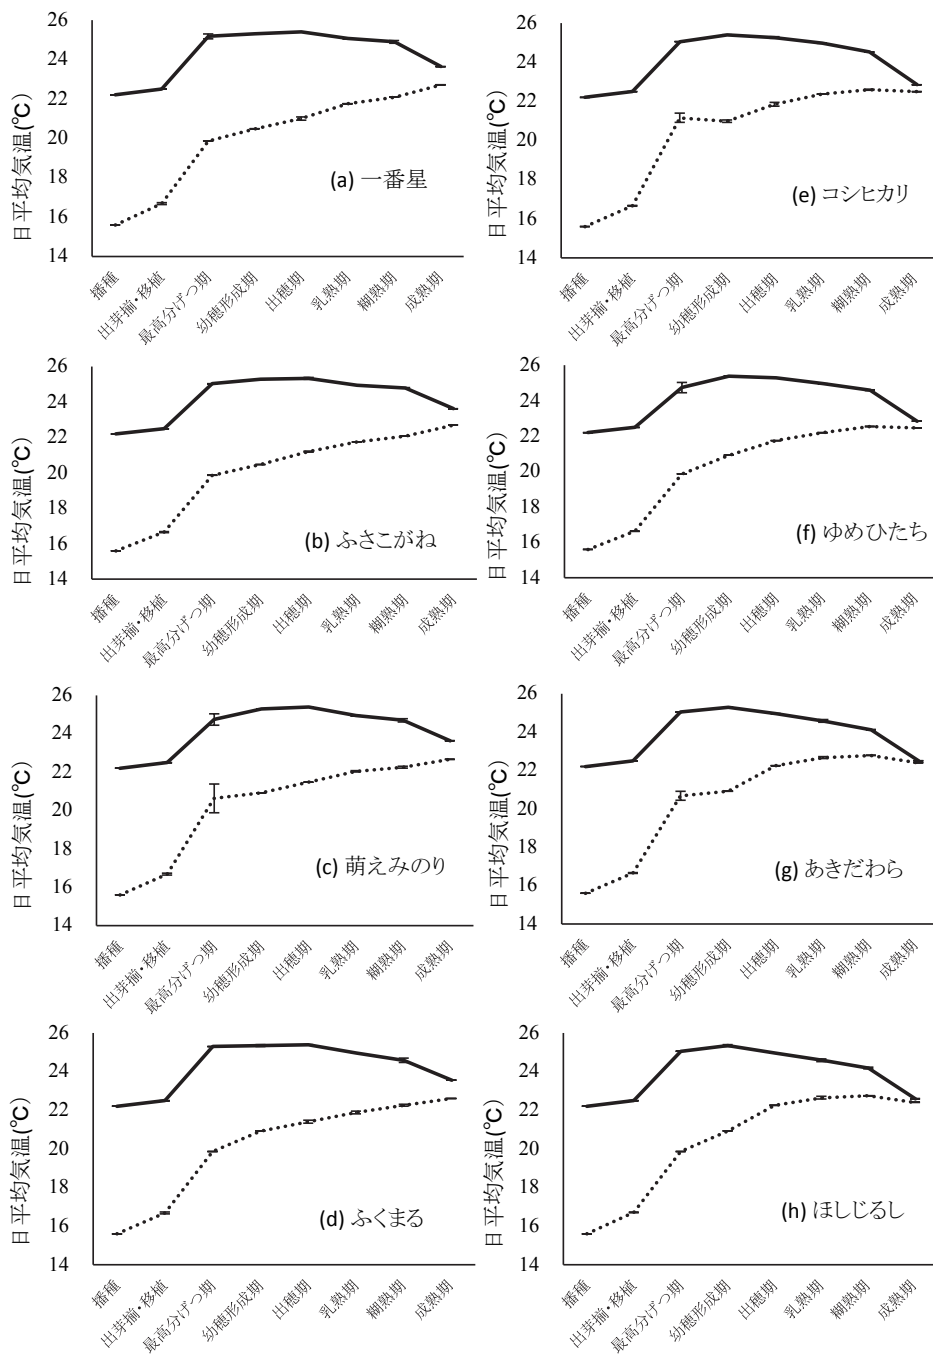 26
24
22
20
18
16
14
日平均気温(℃)
(a) 一番星
播種
出芽揃・移植
最高分げつ期
幼穂形成期
出穂期
乳熟期
糊熟期
成熟期
26
24
22
20
18
16
14
日平均気温(℃)
(e) コシヒカリ
播種
出芽揃・移植
最高分げつ期
幼穂形成期
出穂期
乳熟期
糊熟期
成熟期
26
24
22
20
18
16
14
日平均気温(℃)
(b) ふさこがね
播種
出芽揃・移植
最高分げつ期
幼穂形成期
出穂期
乳熟期
糊熟期
成熟期
26
24
22
20
18
16
14
日平均気温(℃)
(f) ゆめひたち
播種
出芽揃・移植
最高分げつ期
幼穂形成期
出穂期
乳熟期
糊熟期
成熟期
26
24
22
20
18
16
14
日平均気温(℃)
(c) 萌えみのり
播種
出芽揃・移植
最高分げつ期
幼穂形成期
出穂期
乳熟期
糊熟期
成熟期
26
24
22
20
18
16
14
日平均気温(℃)
(g) あきだわら
播種
出芽揃・移植
最高分げつ期
幼穂形成期
出穂期
乳熟期
糊熟期
成熟期
26
24
22
20
18
16
14
日平均気温(℃)
(d) ふくまる
播種
出芽揃・移植
最高分げつ期
幼穂形成期
出穂期
乳熟期
糊熟期
成熟期
26
24
22
20
18
16
14
日平均気温(℃)
(h) ほしじるし
播種
出芽揃・移植
最高分げつ期
幼穂形成期
出穂期
乳熟期
糊熟期
成熟期